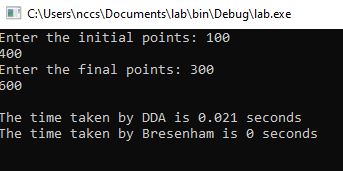 C:\Users\nccs\Documents\lab\bin\Debug\lab.exe
Enter the initial points: 100
400
Enter the final points: 300
600
The time taken by DDA is 0.021 seconds
The time taken by Bresenham is 0 seconds